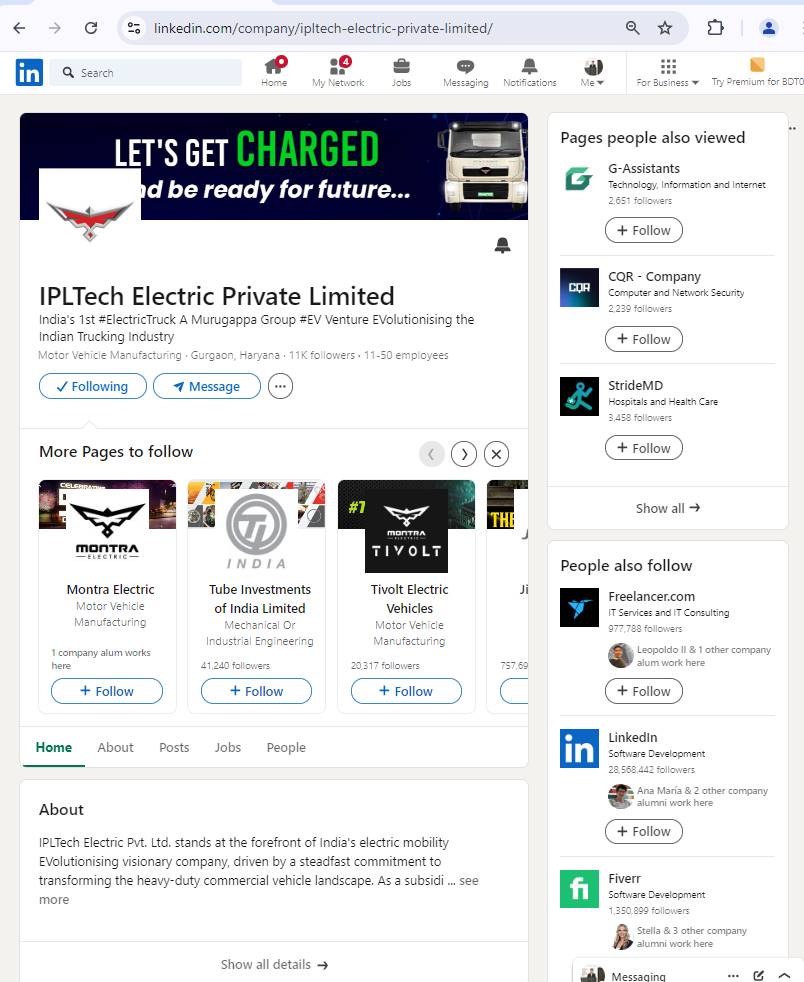 linkedin.com/company/ipltech-electric-private-limited/
in
Search
Home
4
My Network
Jobs
Messaging
Notifications
Me
For Business
Try Premium for BDT0
LET'S GET CHARGED
nd be ready for future...
IPLTech Electric Private Limited
India's 1st #ElectricTruck A Murugappa Group #EV Venture EVolutionising the
Indian Trucking Industry
Motor Vehicle Manufacturing · Gurgaon, Haryana · 11K followers · 11-50 employees
Following
Message
More Pages to follow
CELEBRATING
MONTRA
ELECTRIC
Montra Electric
Motor Vehicle
Manufacturing
1 company alum works
here
+ Follow
TI
INDIA
Tube Investments
of India Limited
Mechanical Or
Industrial Engineering
41,240 followers
+ Follow
#1
MONTRA
ELECTRIC
TIVOLT
Tivolt Electric
Vehicles
Motor Vehicle
Manufacturing
20,317 followers
+ Follow
THE
J
Ji
757,69
Home
About
Posts
Jobs
People
About
IPLTech Electric Pvt. Ltd. stands at the forefront of India's electric mobility
EVolutionising visionary company, driven by a steadfast commitment to
transforming the heavy-duty commercial vehicle landscape. As a subsidi ... see
more
Show all details →
Pages people also viewed
G-Assistants
Technology, Information and Internet
2,651 followers
+ Follow
CQR
CQR - Company
Computer and Network Security
2,239 followers
+ Follow
StrideMD
Hospitals and Health Care
3,458 followers
+ Follow
Show all →
People also follow
Freelancer.com
IT Services and IT Consulting
977,788 followers
Leopoldo II & 1 other company
alum work here
+ Follow
in
LinkedIn
Software Development
28,568,442 followers
Ana María & 2 other company
alumni work here
+ Follow
fi
Fiverr
Software Development
1,350,899 followers
Stella & 3 other company
alumni work here
Messaging